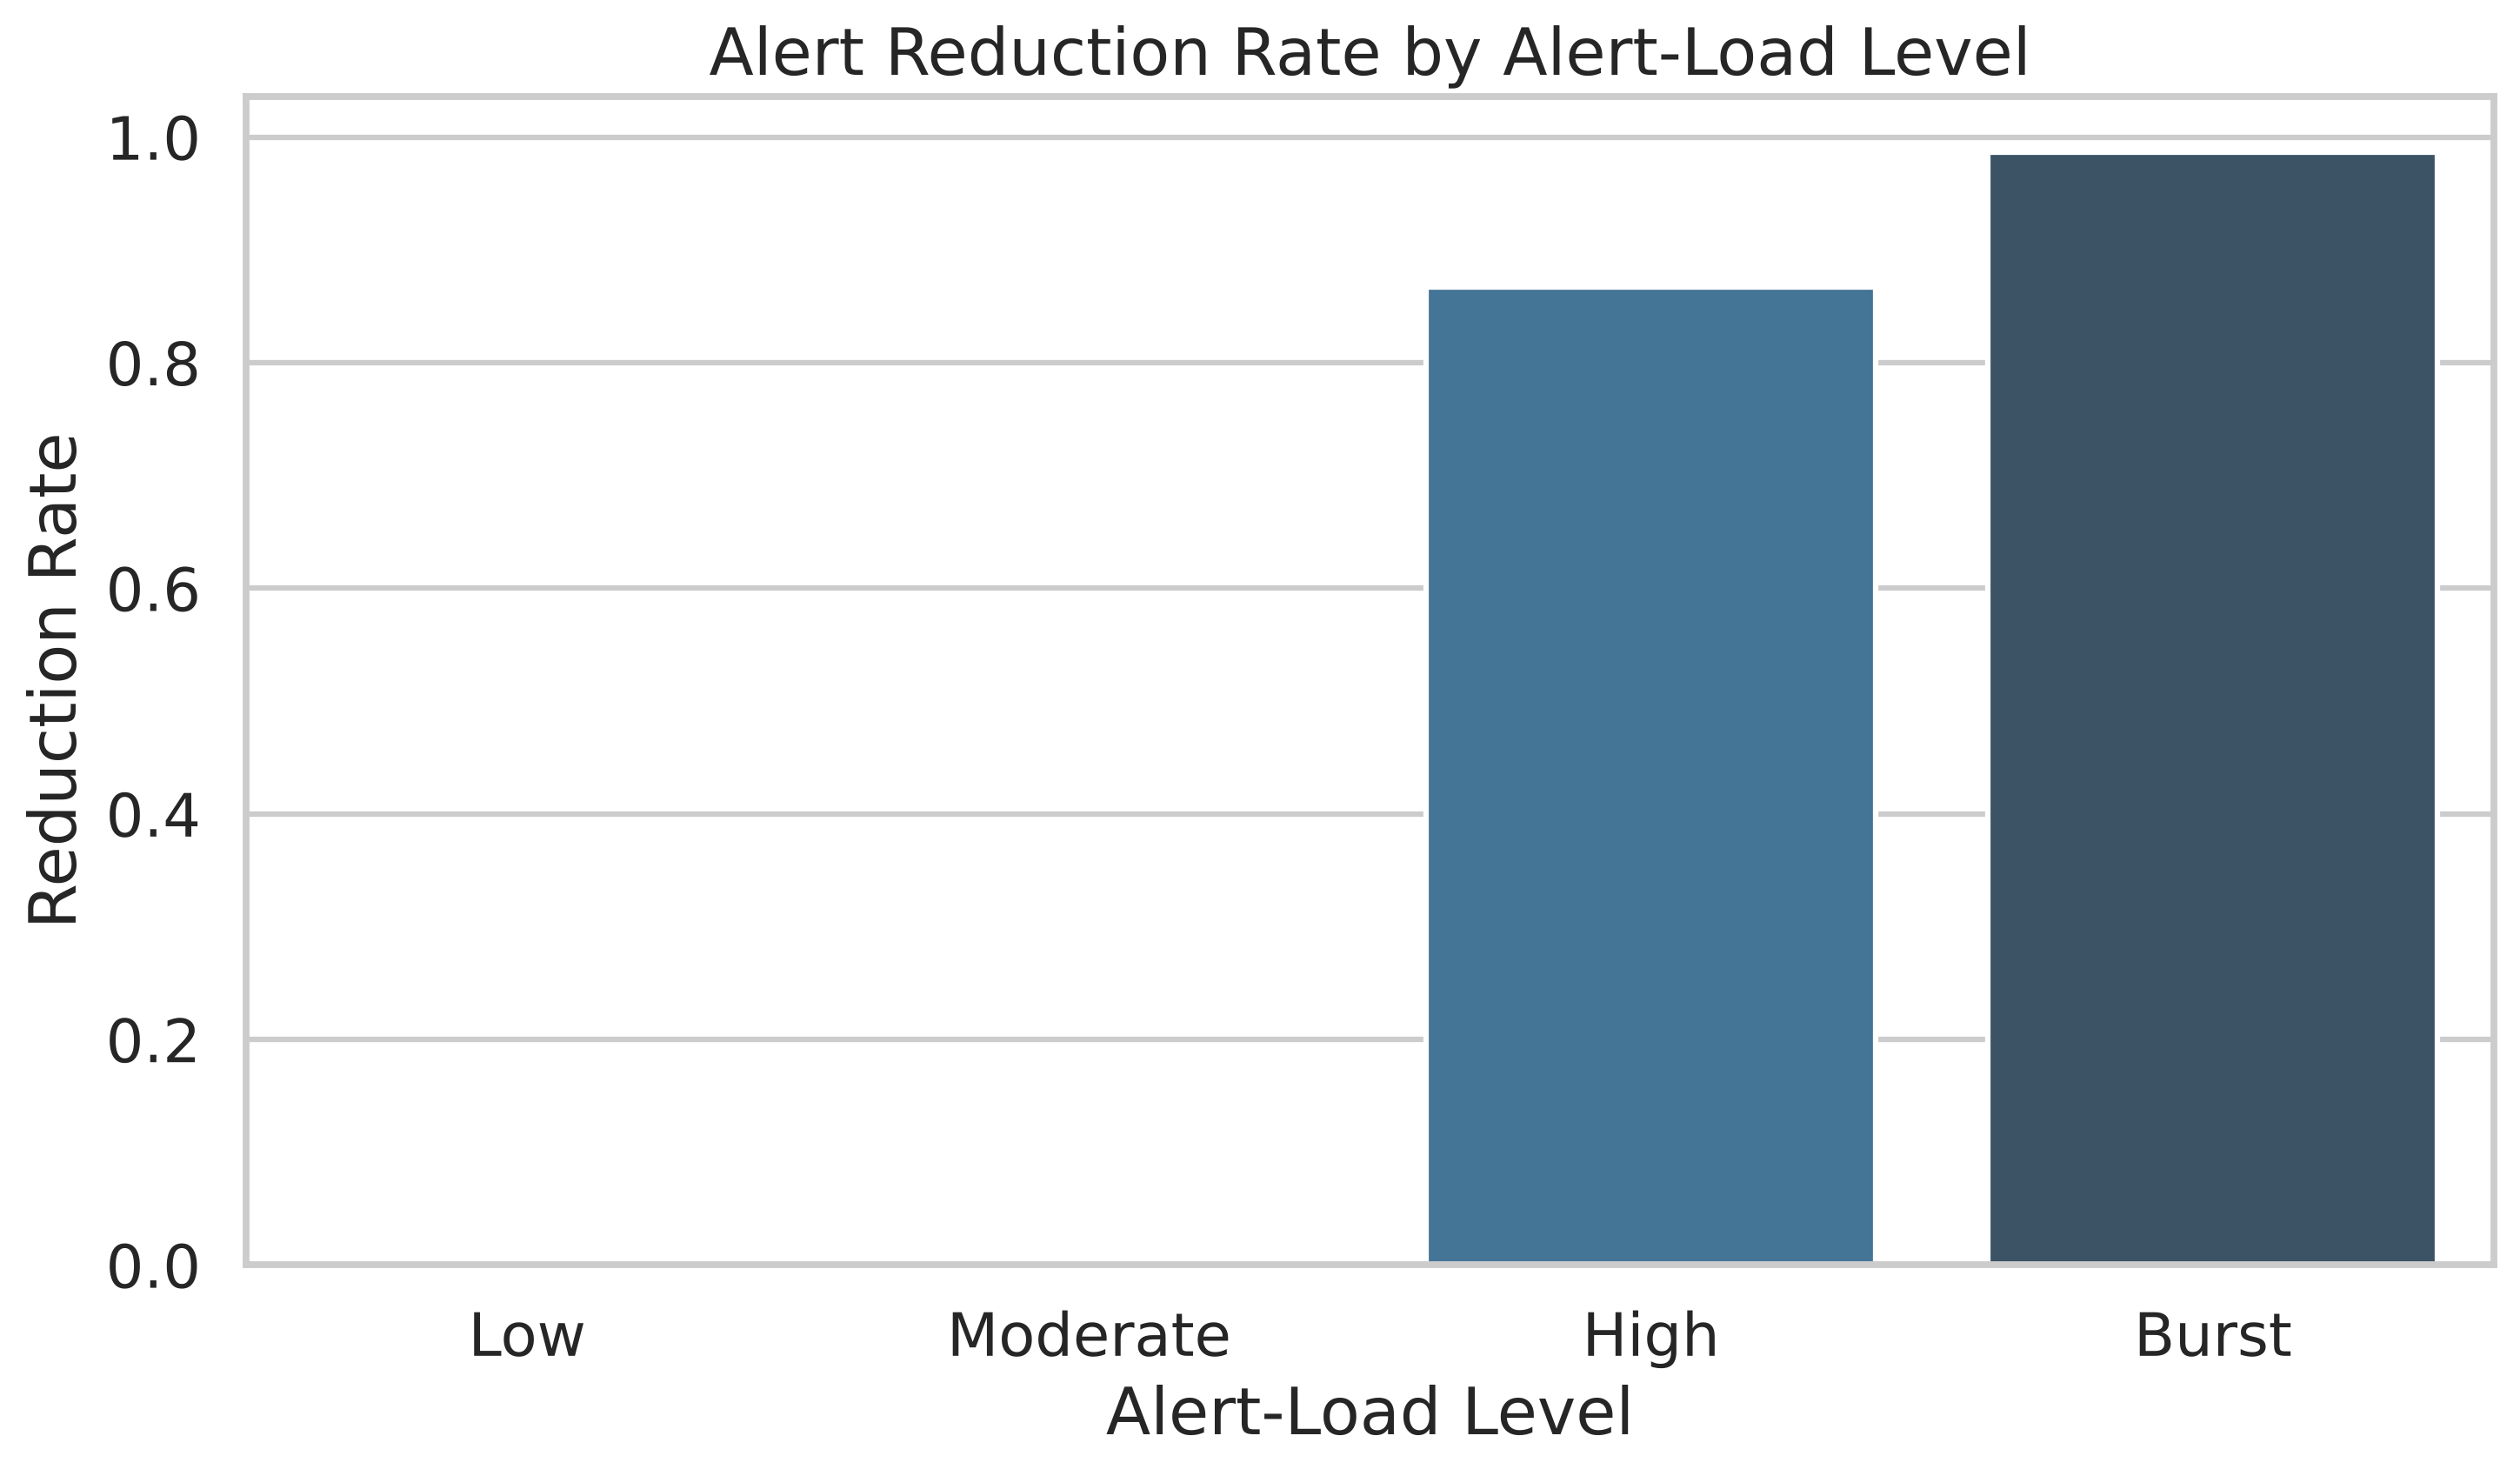 Alert Reduction Rate by Alert-Load Level
1.0
0.8
0.6
0.4
0.2
0.0
Reduction Rate
Low
Moderate
High
Burst
Alert-Load Level